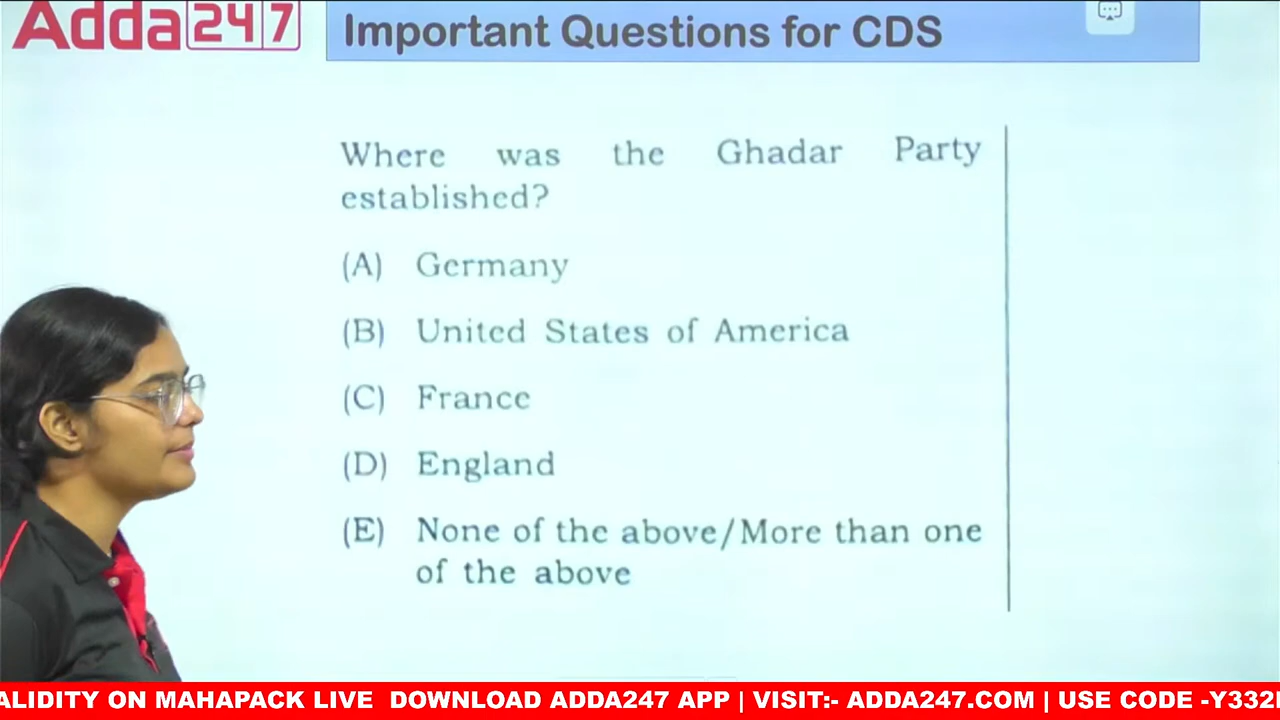 Adda247
Important Questions for CDS
Where was the Ghadar Party
established?
(A) Germany
(B) United States of America
(C) France
(D) England
(E) None of the above/More than one
of the above
ALIDITY ON MAHAPACK LIVE DOWNLOAD ADDA247 APP | VISIT:- ADDA247.COM | USE CODE -Y332